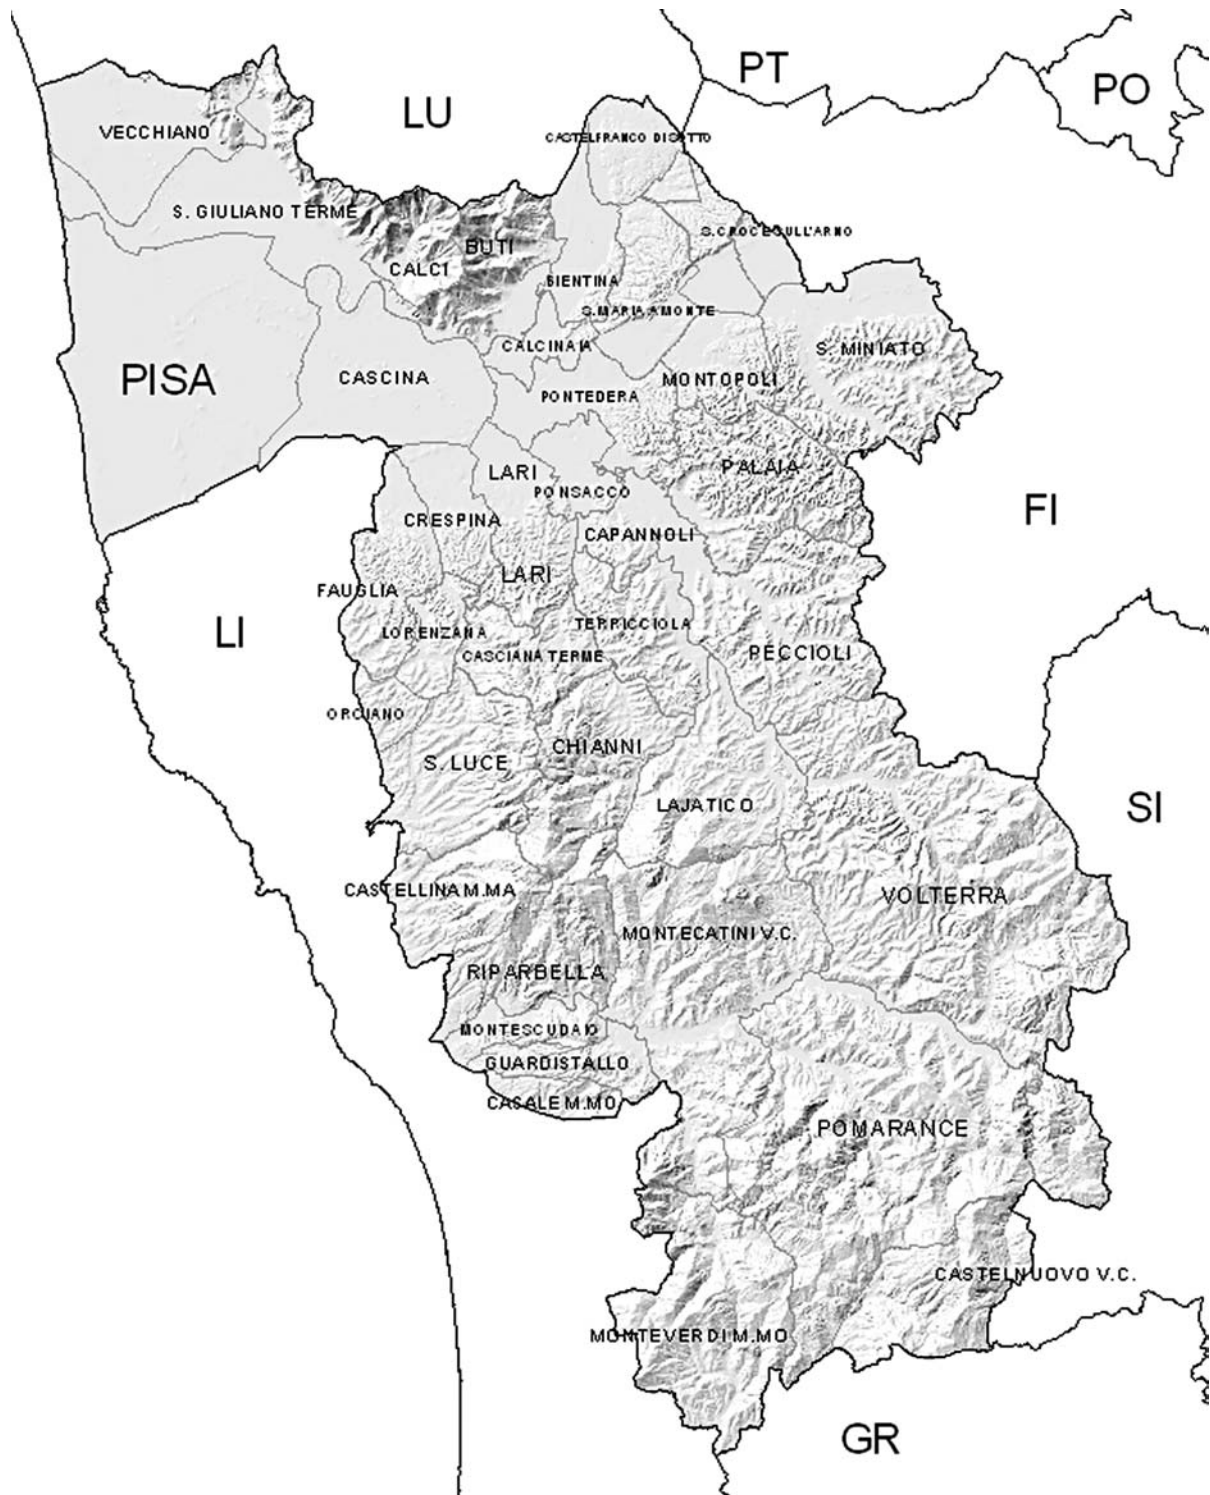 PT
PO
LU
VECCHIANO
CASTELFRANCO DI SOTTO
S. GIULIANO TERME
S.CROCE SULL'ARNO
BUTI
CALCI
BIENTINA
S.MARIA A MONTE
CALCINAIA
S. MINIATO
PISA
CASCINA
MONTOPOLI
PONTEDERA
LARI
PALAIA
PONSACCO
FI
CRESPINA
CAPANNOLI
LARI
FAUGLIA
LI
LORENZANA
TERRICCIOLA
CASCIANA TERME
PECCIOLI
ORCIANO
CHIANNI
S. LUCE
LAJATICO
SI
CASTELLINA M.MA
VOLTERRA
MONTECATINI V.C.
RIPARBELLA
MONTESCUDAIO
GUARDISTALLO
CASALE M.MO
POMARANCE
CASTELNUOVO V.C.
MONTEVERDI M.MO
GR